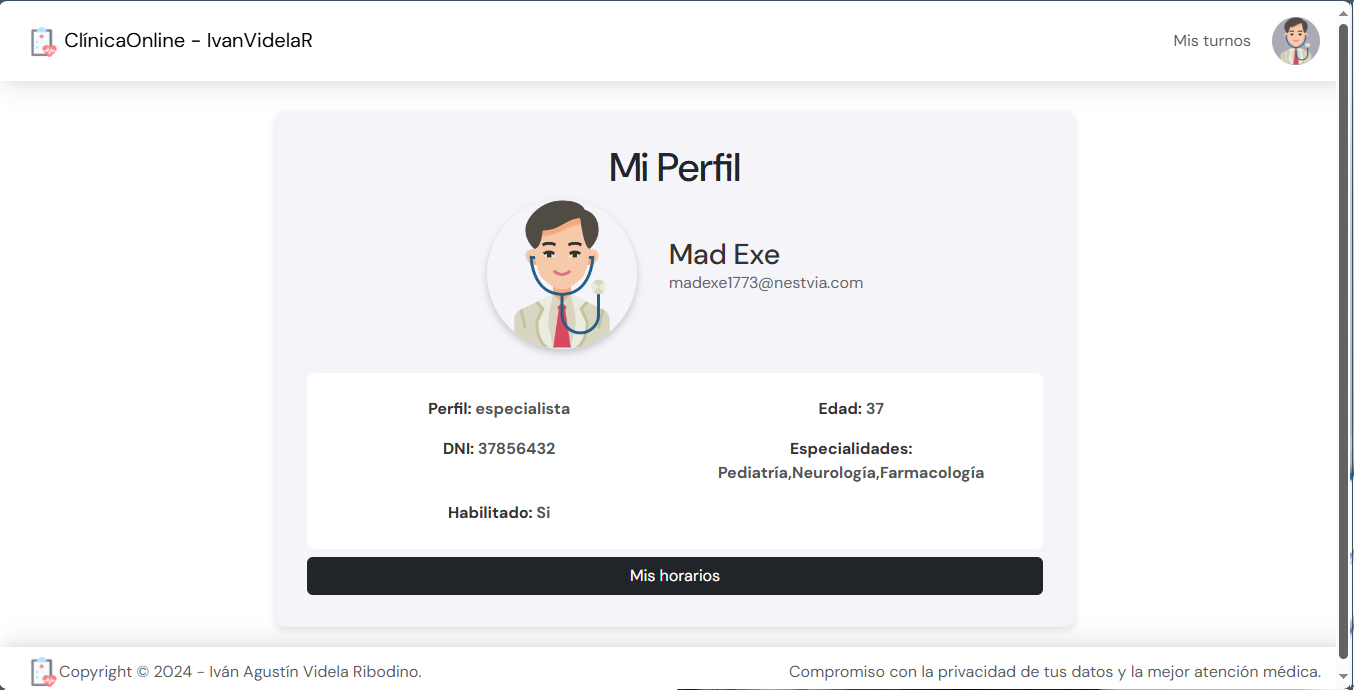 ClínicaOnline - IvanVidelaR
Mis turnos
Mi Perfil
Mad Exe
madexe1773@nestvia.com
Perfil: especialista
Edad: 37
DNI: 37856432
Especialidades:
Pediatría,Neurología,Farmacología
Habilitado: Si
Mis horarios
Copyright © 2024 - Iván Agustín Videla Ribodino.
Compromiso con la privacidad de tus datos y la mejor atención médica.